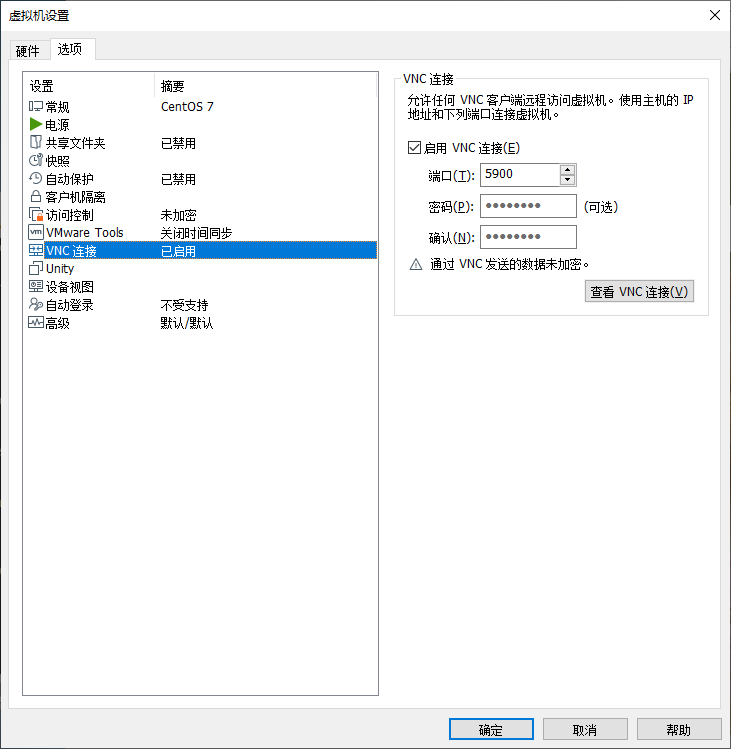 虚拟机设置
硬件 选项
设置 摘要
常规 CentOS 7
电源
共享文件夹 已禁用
快照
自动保护 已禁用
客户机隔离
访问控制 未加密
vm VMware Tools 关闭时间同步
VNC 连接 已启用
Unity
设备视图
自动登录 不受支持
高级 默认/默认
VNC 连接
允许任何 VNC 客户端远程访问虚拟机。使用主机的 IP
地址和下列端口连接虚拟机。
启用 VNC 连接(E)
端口(T): 5900
密码(P): ●●●●●●●● (可选)
确认(N): ●●●●●●●●
通过 VNC 发送的数据未加密。
查看 VNC 连接(V)
确定 取消 帮助